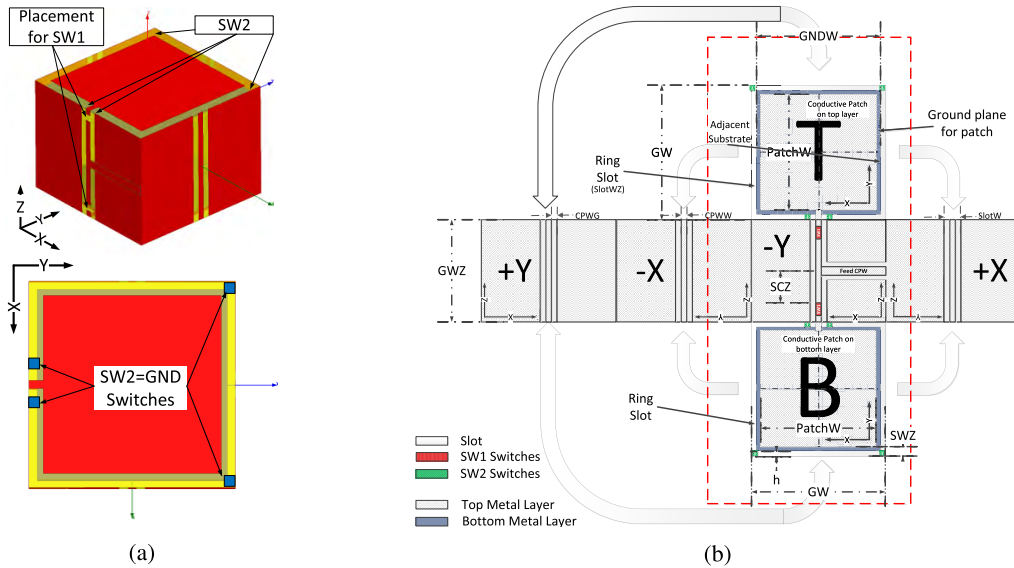 Placement
for SW1
SW2
Z
Y
X
Y
X
SW2=GND
Switches
(a)
GNDW
Conductive Patch
on top layer
T
Adjacent
Substrate
PatchW
Ground plane
for patch
GW
Ring
Slot
(SlotWZ)
Y
X
CPWG
CPWW
SlotW
GWZ
+Y
-X
-Y
+X
Feed CPW
SCZ
Z
X
Z
Y
Z
X
Z
Y
Conductive Patch on
bottom layer
B
Ring
Slot
PatchW
Y
X
SWZ
h
GW
Slot
SW1 Switches
SW2 Switches
Top Metal Layer
Bottom Metal Layer
(b)